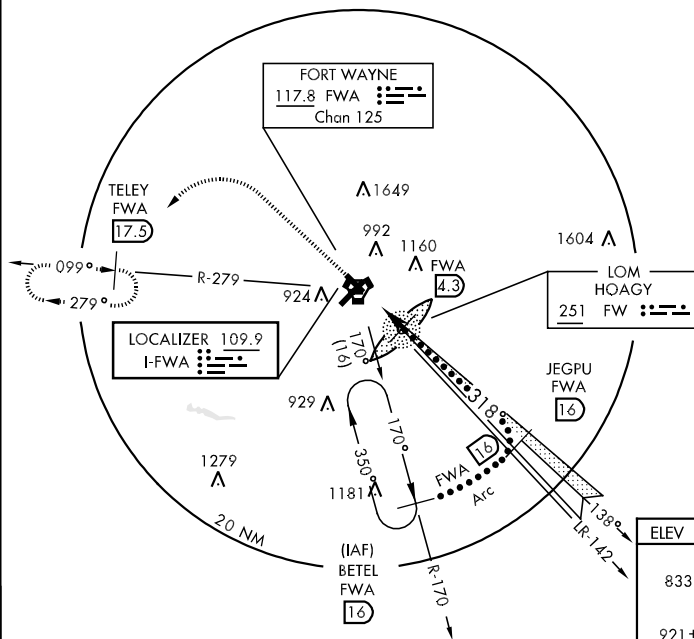 FORT WAYNE
117.8 FWA
Chan 125
1649
TELEY
FWA
17.5
992
1160
1604
FWA
4.3
099°
R-279
279°
924
LOM
HOAGY
251 FW
LOCALIZER 109.9
I-FWA
170°
(16)
318°
JEGPU
FWA
16
929
170°
350°
FWA
16
Arc
1279
1181
138°
LR-142
20 NM
ELEV
(IAF)
BETEL
FWA
16
R-170
833
921±